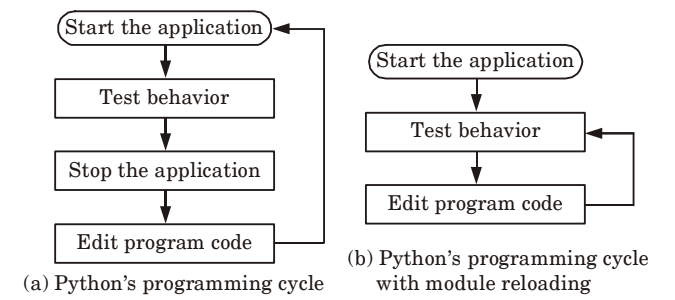 Start the application
Test behavior
Stop the application
Edit program code
(a) Python's programming cycle
Start the application
Test behavior
Edit program code
(b) Python's programming cycle
with module reloading